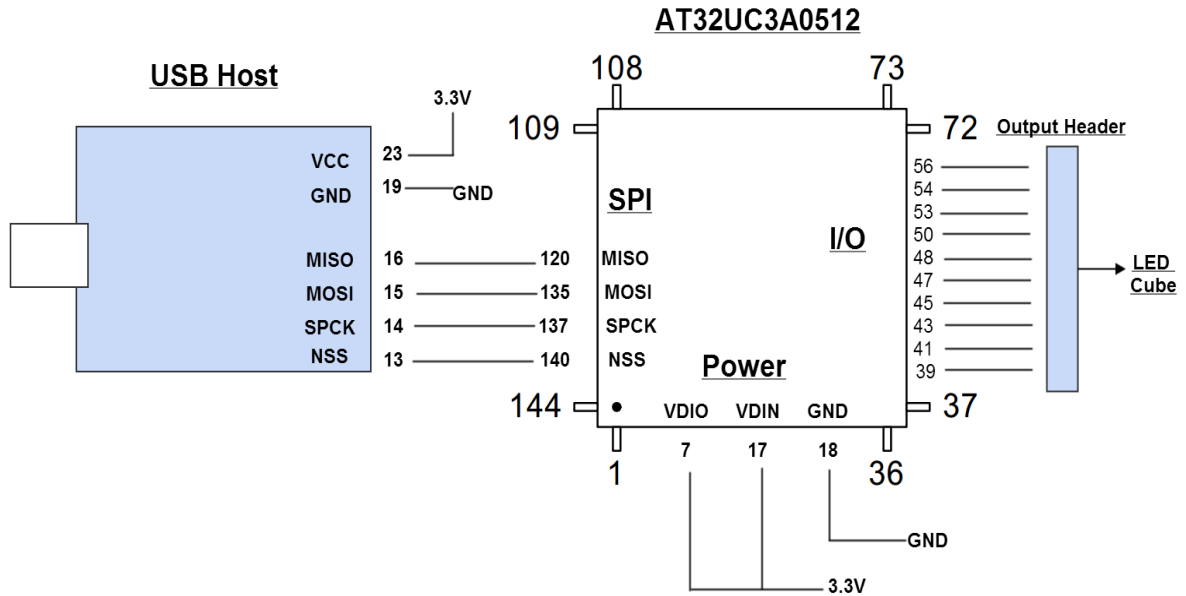 AT32UC3A0512
USB Host
108
73
3.3V
109
72
Output Header
VCC 23
GND 19 GND
SPI
I/O
MISO 16 120 MISO
MOSI 15 135 MOSI
SPCK 14 137 SPCK
NSS 13 140 NSS
56
54
53
50
48
47
45
43
41
39
LED
Cube
Power
144
37
VDIO VDIN GND
7 17 18
1
36
GND
3.3V